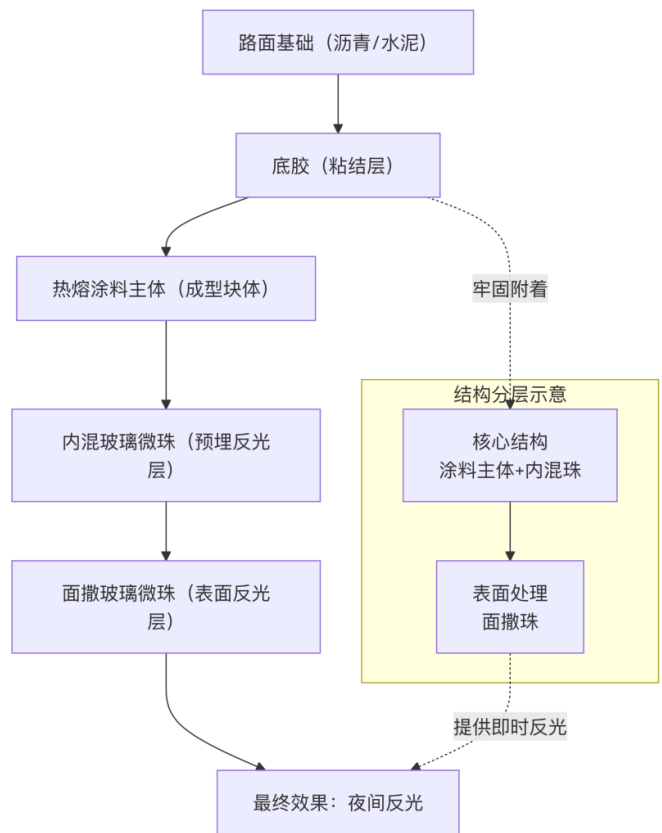 路面基础（沥青/水泥）
底胶（粘结层）
热熔涂料主体（成型块体）
牢固附着
结构分层示意
内混玻璃微珠（预埋反光
层）
核心结构
涂料主体+内混珠
面撒玻璃微珠（表面反光
层）
表面处理
面撒珠
提供即时反光
最终效果：夜间反光